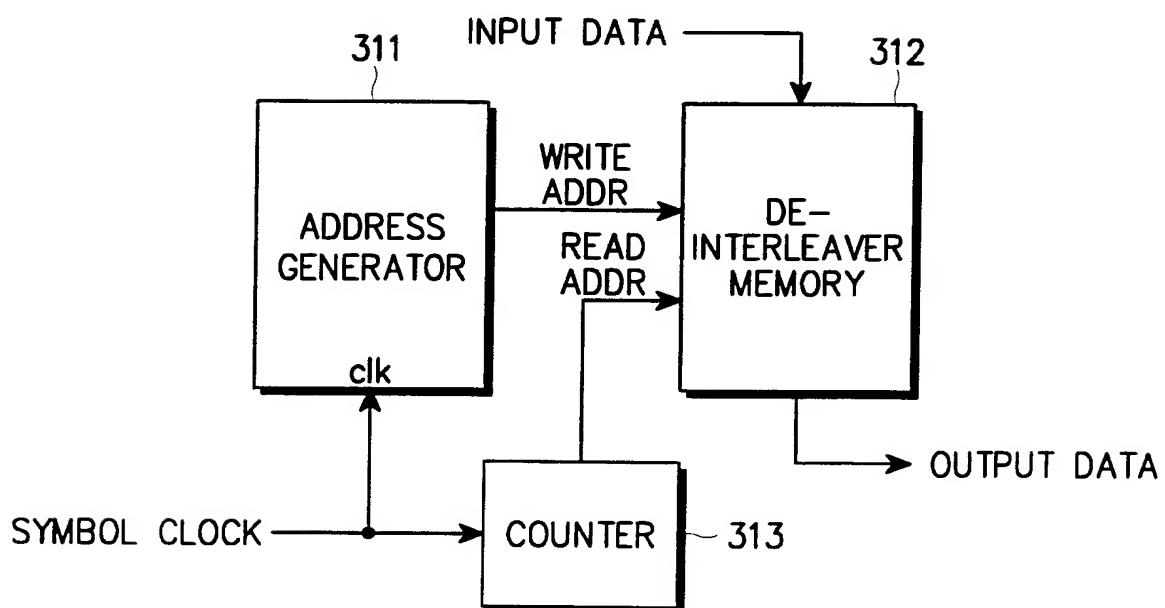 INPUT DATA
311
312
WRITE
ADDR
ADDRESS
GENERATOR
READ
ADDR
DE-
INTERLEAVER
MEMORY
clk
OUTPUT DATA
SYMBOL CLOCK
COUNTER
313